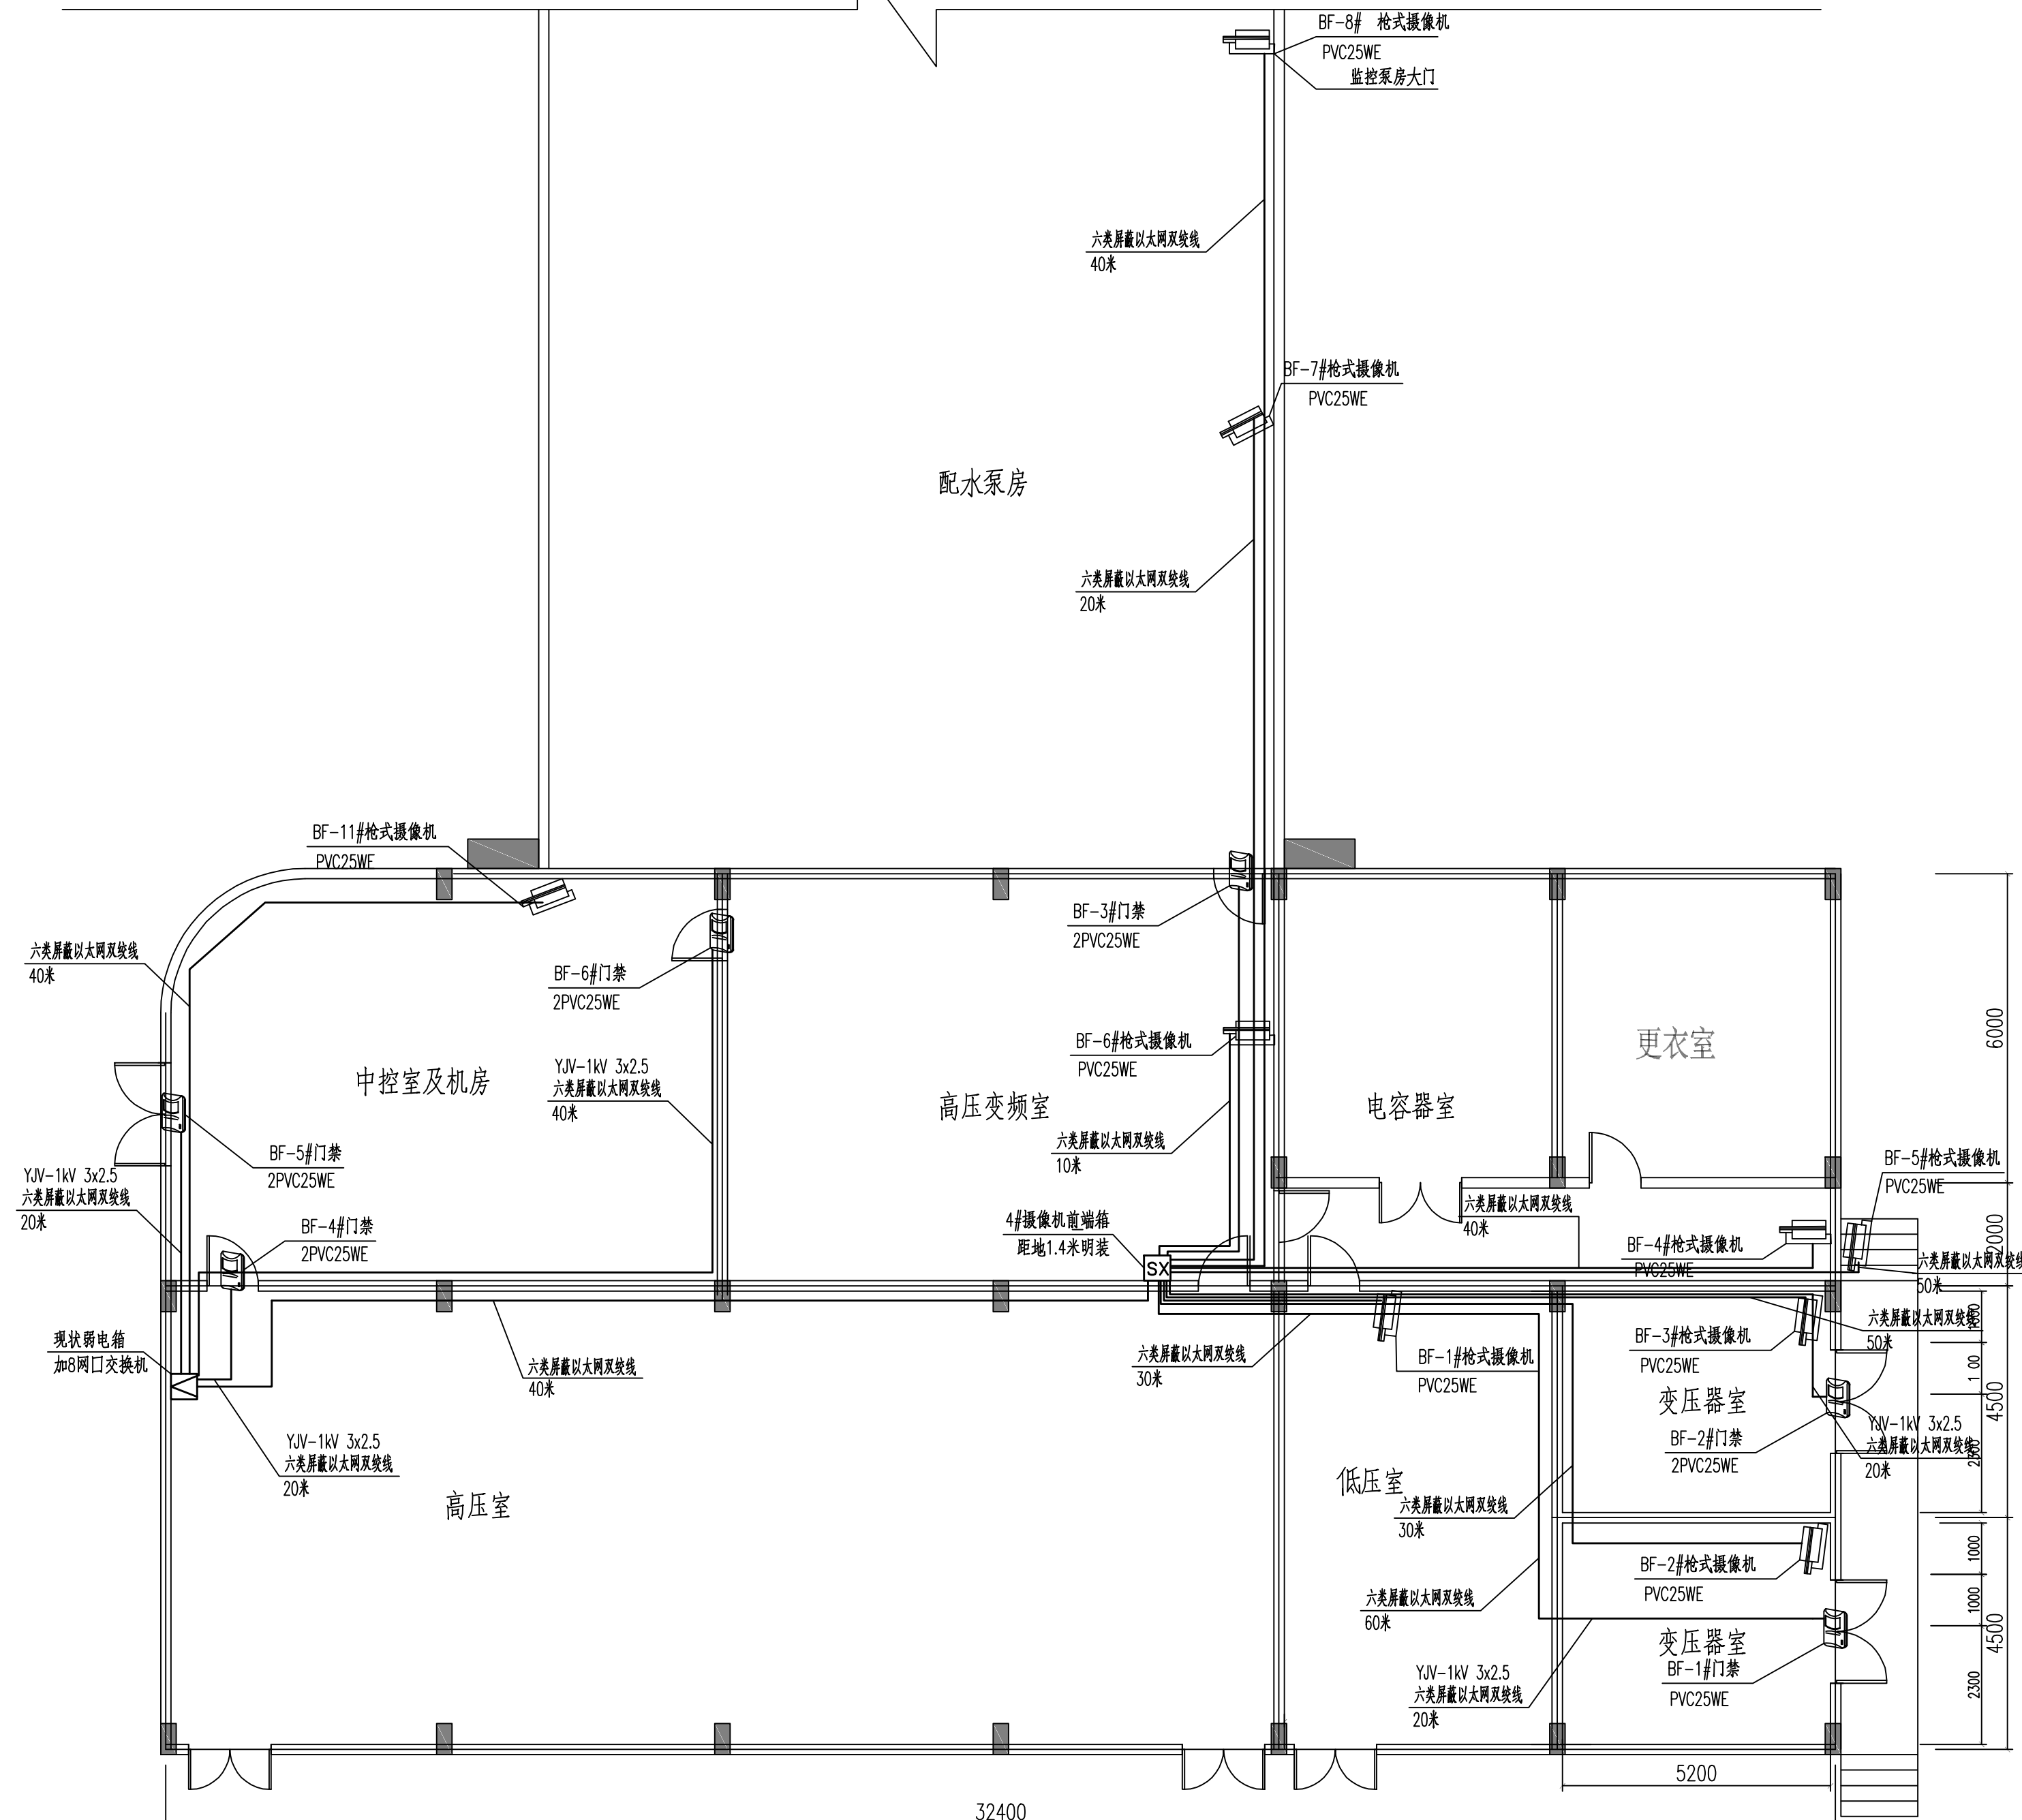 BF-8# 枪式摄像机
PVC25WE
监控泵房大门
六类屏蔽以太网双绞线
40米
BF-7#枪式摄像机
PVC25WE
配水泵房
六类屏蔽以太网双绞线
20米
BF-11#枪式摄像机
PVC25WE
BF-3#门禁
2PVC25WE
六类屏蔽以太网双绞线
40米
BF-6#门禁
2PVC25WE
6000
更衣室
BF-6#枪式摄像机
PVC25WE
YJV-1kV 3x2.5
六类屏蔽以太网双绞线
40米
中控室及机房
高压变频室
电容器室
六类屏蔽以太网双绞线
10米
BF-5#门禁
2PVC25WE
BF-5#枪式摄像机
PVC25WE
YJV-1kV 3x2.5
六类屏蔽以太网双绞线
20米
BF-4#门禁
2PVC25WE
4#摄像机前端箱
距地1.4米明装
SX
六类屏蔽以太网双绞线
40米
BF-4#枪式摄像机
PVC25WE
2000
六类屏蔽以太网双绞线
50米
六类屏蔽以太网双绞线
50米
现状弱电箱
加8网口交换机
六类屏蔽以太网双绞线
40米
六类屏蔽以太网双绞线
30米
BF-1#枪式摄像机
PVC25WE
BF-3#枪式摄像机
PVC25WE
变压器室
4500
BF-2#门禁
2PVC25WE
YJV-1kV 3x2.5
六类屏蔽以太网双绞线
20米
2300
YJV-1kV 3x2.5
六类屏蔽以太网双绞线
20米
高压室
低压室
六类屏蔽以太网双绞线
30米
1000
BF-2#枪式摄像机
PVC25WE
六类屏蔽以太网双绞线
60米
1000
4500
变压器室
BF-1#门禁
PVC25WE
2300
YJV-1kV 3x2.5
六类屏蔽以太网双绞线
20米
5200
32400